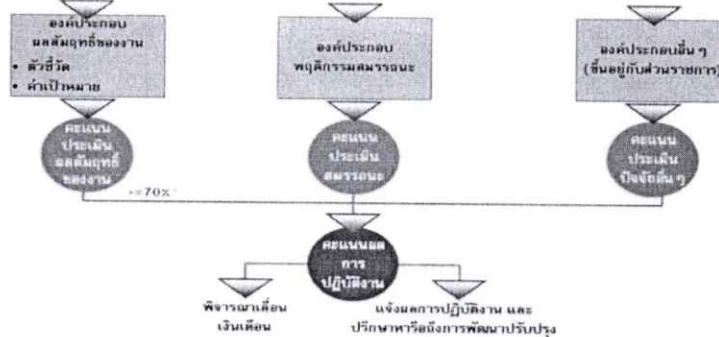 องค์ประกอบ
ผลสัมฤทธิ์ของงาน
• ตัวชี้วัด
• ค่าเป้าหมาย
องค์ประกอบ
พฤติกรรมสมรรถนะ
องค์ประกอบอื่น ๆ
(ขึ้นอยู่กับส่วนราชการ)
คะแนน
ประเมิน
ผลสัมฤทธิ์
ของงาน
คะแนน
ประเมิน
สมรรถนะ
คะแนน
ประเมิน
ปัจจัยอื่น ๆ
>=70%
คะแนนผล
การ
ปฏิบัติงาน
พิจารณาเลื่อน
เงินเดือน
แจ้งผลการปฏิบัติงาน และ
ปรึกษาหารือถึงการพัฒนาปรับปรุง